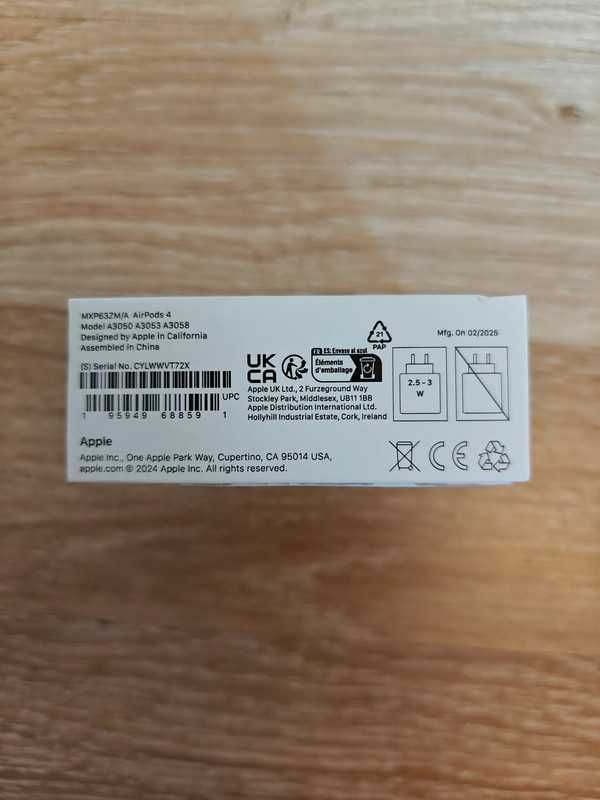 MXP63ZM/A AirPods 4
Model A3050 A3053 A3058
Designed by Apple in California
Assembled in China
(S) Serial No. CYLWWVT72X
UPC
1 95949 68859 1
Apple
Apple Inc., One Apple Park Way, Cupertino, CA 95014 USA,
apple.com © 2024 Apple Inc. All rights reserved.
UK
CA
FR ES: Envase al azul
Éléments
d'emballage
21
PAP
Apple UK Ltd., 2 Furzeground Way
Stockley Park, Middlesex, UB11 1BB
Apple Distribution International Ltd.
Hollyhill Industrial Estate, Cork, Ireland
Mfg. On 02/2025
2.5 - 3
W
CE